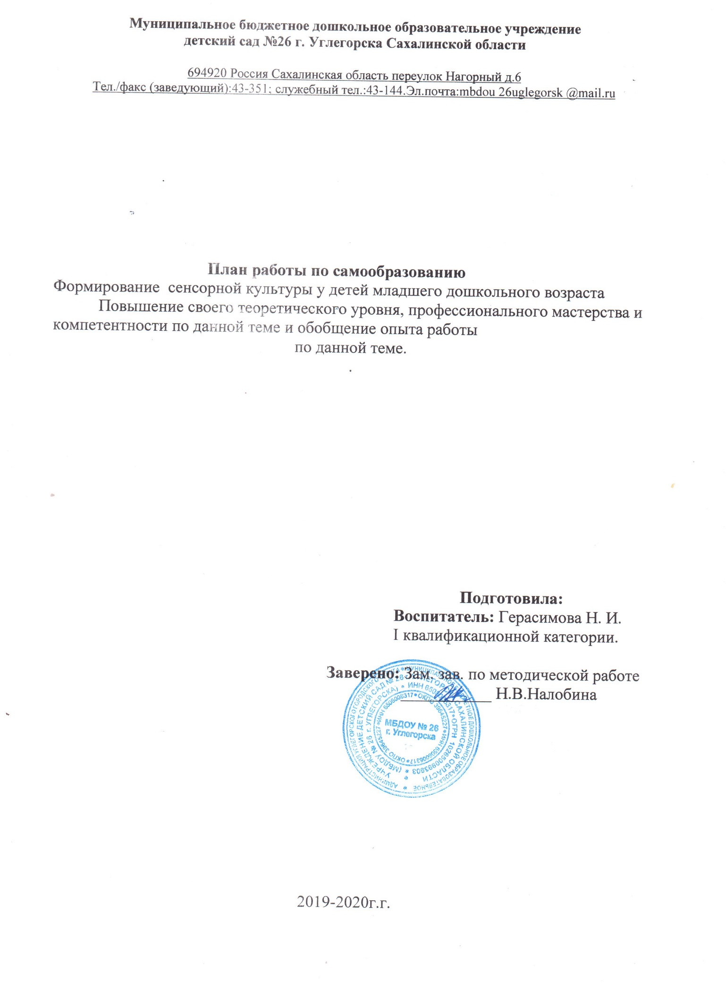 Муниципальное бюджетное дошкольное образовательное учреждение
детский сад №26 г. Углегорска Сахалинской области
694920 Россия Сахалинская область переулок Нагорный д.6
Тел./факс (заведующий):43-351; служебный тел.:43-144.Эл.почта:mbdou 26uglegorsk @mail.ru
План работы по самообразованию
Формирование  сенсорной культуры у детей младшего дошкольного возраста
Повышение своего теоретического уровня, профессионального мастерства и
компетентности по данной теме и обобщение опыта работы
по данной теме.
Подготовила:
Воспитатель: Герасимова Н. И.
I квалификационной категории.
Заверено: Зам. зав. по методической работе
____________ Н.В.Налобина
МБДОУ № 26
г. Углегорска
2019-2020г.г.